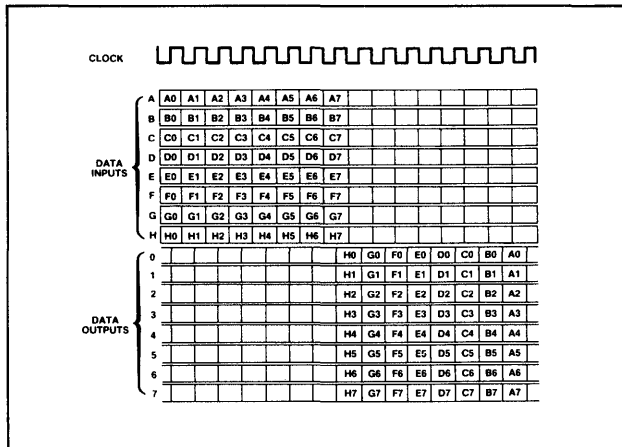 CLOCK
A A0 A1 A2 A3 A4 A5 A6 A7
B B0 B1 B2 B3 B4 B5 B6 B7
C C0 C1 C2 C3 C4 C5 C6 C7
DATA INPUTS
D D0 D1 D2 D3 D4 D5 D6 D7
E E0 E1 E2 E3 E4 E5 E6 E7
F F0 F1 F2 F3 F4 F5 F6 F7
G G0 G1 G2 G3 G4 G5 G6 G7
H H0 H1 H2 H3 H4 H5 H6 H7
0 H0 G0 F0 E0 D0 C0 B0 A0
1 H1 G1 F1 E1 D1 C1 B1 A1
2 H2 G2 F2 E2 D2 C2 B2 A2
3 H3 G3 F3 E3 D3 C3 B3 A3
DATA OUTPUTS
4 H4 G4 F4 E4 D4 C4 B4 A4
5 H5 G5 F5 E5 D5 C5 B5 A5
6 H6 G6 F6 E6 D6 C6 B6 A6
7 H7 G7 F7 E7 D7 C7 B7 A7